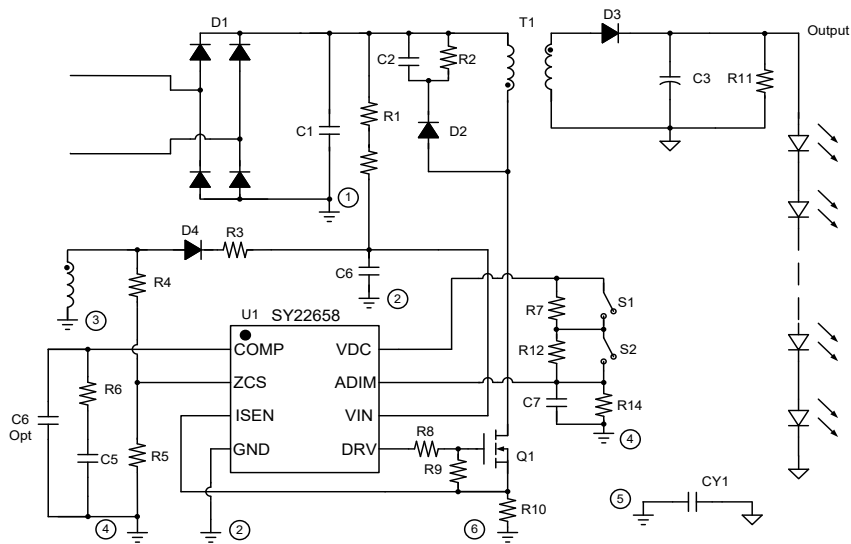 D1
T1
D3
Output
C2
R2
C3
R11
R1
C1
D2
1
D4
R3
R4
C6
2
3
U1 SY22658
S1
R7
COMP
VDC
R12
S2
R6
ZCS
ADIM
C7
R14
C6
Opt
ISEN
VIN
4
C5
R5
GND
DRV
R8
R9
Q1
CY1
5
4
2
6
R10